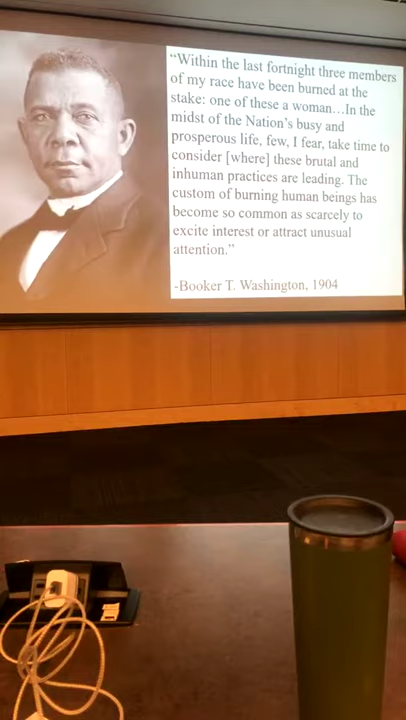 “Within the last fortnight three members
of my race have been burned at the
stake: one of these a woman…In the
midst of the Nation’s busy and
prosperous life, few, I fear, take time to
consider [where] these brutal and
inhuman practices are leading. The
custom of burning human beings has
become so common as scarcely to
excite interest or attract unusual
attention.”
-Booker T. Washington, 1904